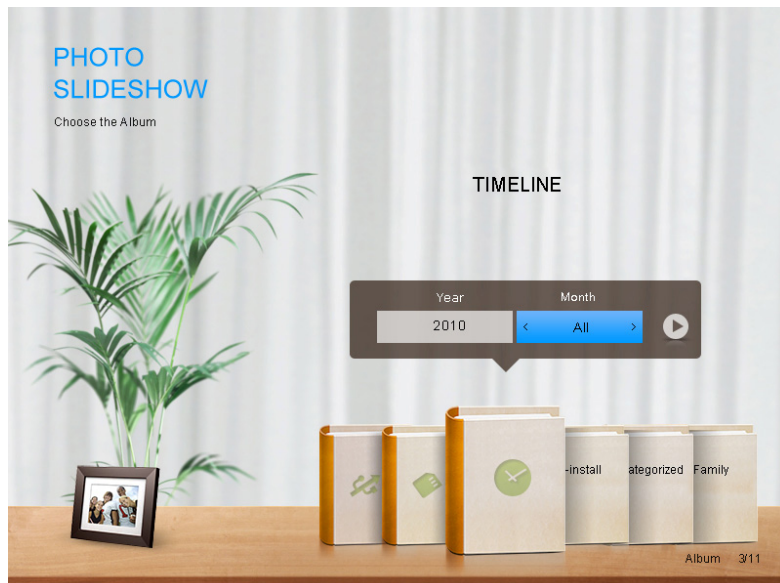 PHOTO
SLIDESHOW
Choose the Album
TIMELINE
Year Month
2010 < All >
-install ategorized Family
Album 3/11